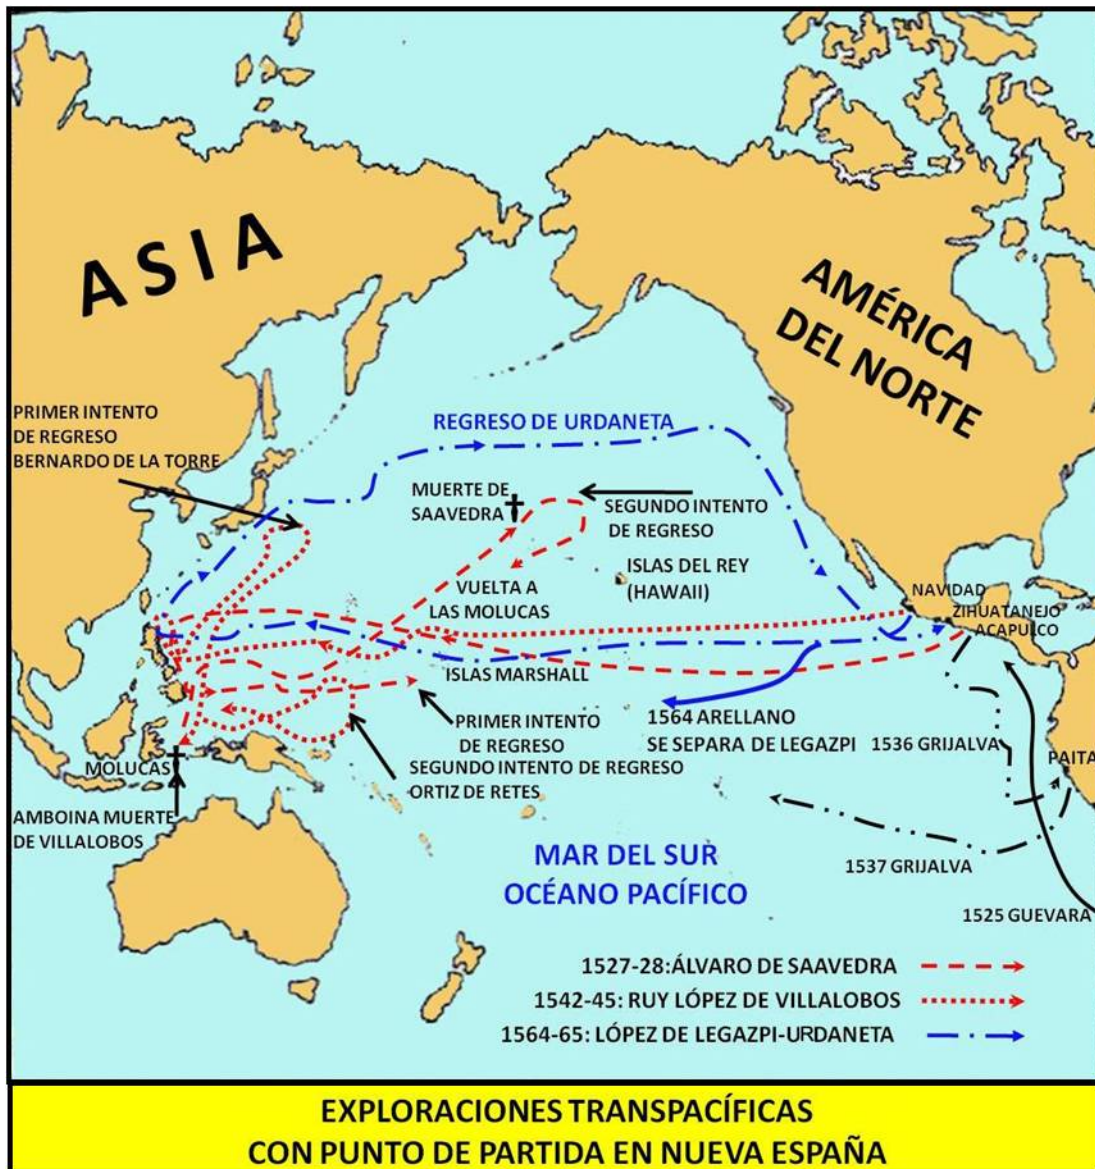 ASIA
AMÉRICA
DEL NORTE
PRIMER INTENTO
DE REGRESO
BERNARDO DE LA TORRE
REGRESO DE URDANETA
MUERTE DE
SAAVEDRA
SEGUNDO INTENTO
DE REGRESO
VUELTA A
LAS MOLUCAS
ISLAS DEL REY
(HAWAII)
NAVIDAD
ZIHUATANEJO
ACAPULCO
ISLAS MARSHALL
PRIMER INTENTO
DE REGRESO
1564 ARELLANO
SE SEPARA DE LEGAZPI
1536 GRIJALVA
PAITA
MOLUCAS
SEGUNDO INTENTO DE REGRESO
ORTIZ DE RETES
AMBOINA MUERTE
DE VILLALOBOS
MAR DEL SUR
OCÉANO PACÍFICO
1537 GRIJALVA
1525 GUEVARA
1527-28:ÁLVARO DE SAAVEDRA
1542-45: RUY LÓPEZ DE VILLALOBOS
1564-65: LÓPEZ DE LEGAZPI-URDANETA
EXPLORACIONES TRANSPACÍFICAS
CON PUNTO DE PARTIDA EN NUEVA ESPAÑA